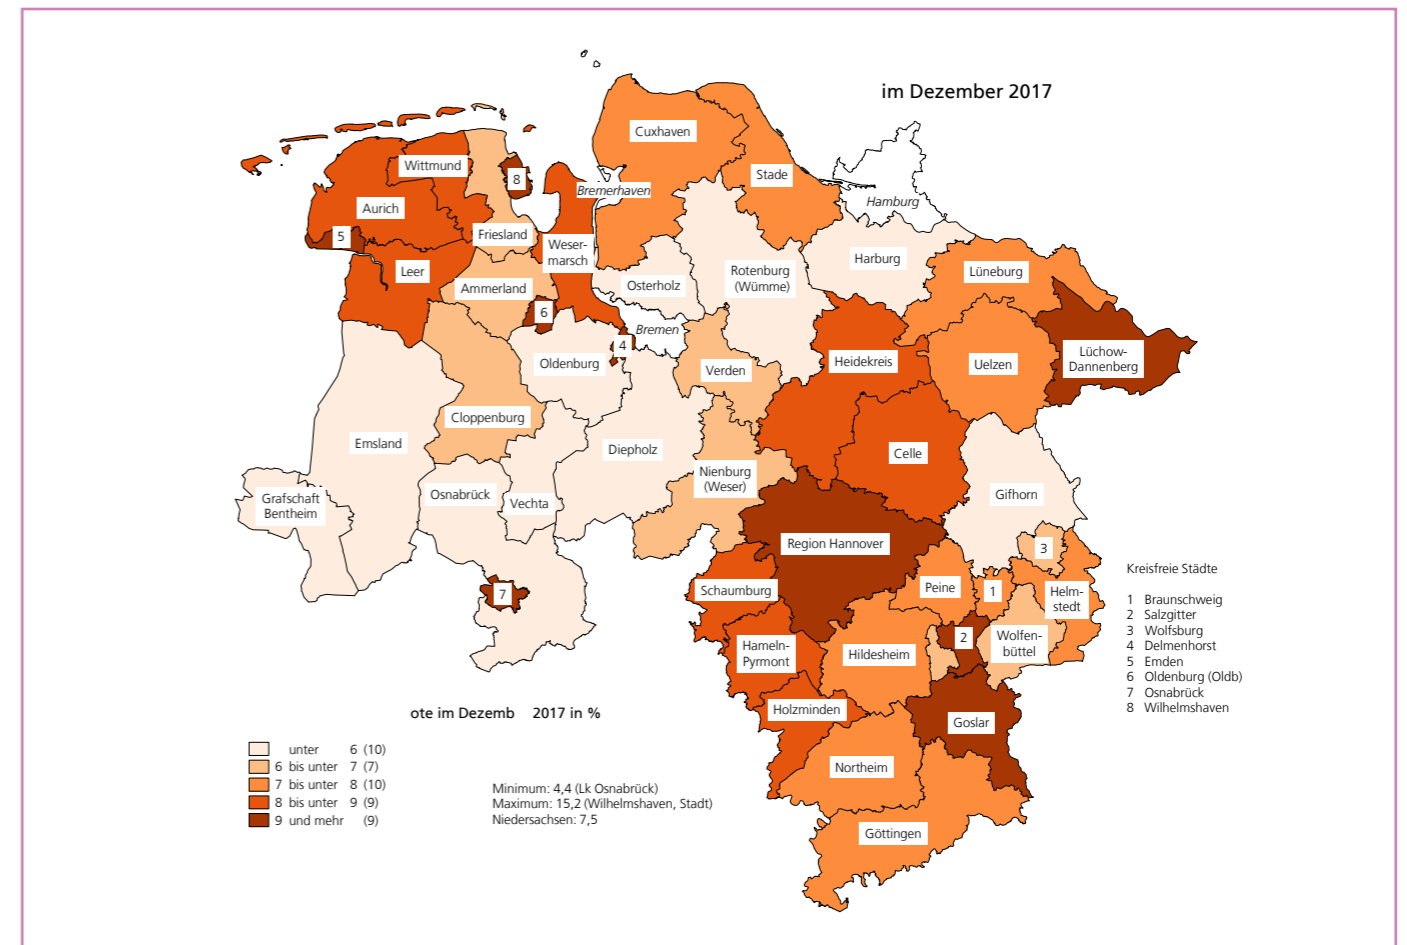 im Dezember 2017
Cuxhaven
Wittmund
Stade
8
Bremerhaven
Hamburg
Aurich
5
Friesland
Weser-
marsch
Harburg
Leer
Rotenburg
(Wümme)
Lüneburg
Ammerland
Osterholz
6
Bremen
4
Lüchow-
Dannenberg
Oldenburg
Verden
Heidekreis
Uelzen
Cloppenburg
Emsland
Diepholz
Celle
Nienburg
(Weser)
Grafschaft
Bentheim
Osnabrück
Vechta
Gifhorn
Region Hannover
3
Schaumburg
Peine
1
Helm-
stedt
7
2
Wolfen-
büttel
Hameln-
Pyrmont
Hildesheim
Holzminden
Goslar
Northeim
Göttingen
Kreisfreie Städte
1 Braunschweig
2 Salzgitter
3 Wolfsburg
4 Delmenhorst
5 Emden
6 Oldenburg (Oldb)
7 Osnabrück
8 Wilhelmshaven
ote im Dezemb 2017 in %
unter 6 (10)
6 bis unter 7 (7)
7 bis unter 8 (10)
8 bis unter 9 (9)
9 und mehr (9)
Minimum: 4,4 (Lk Osnabrück)
Maximum: 15,2 (Wilhelmshaven, Stadt)
Niedersachsen: 7,5